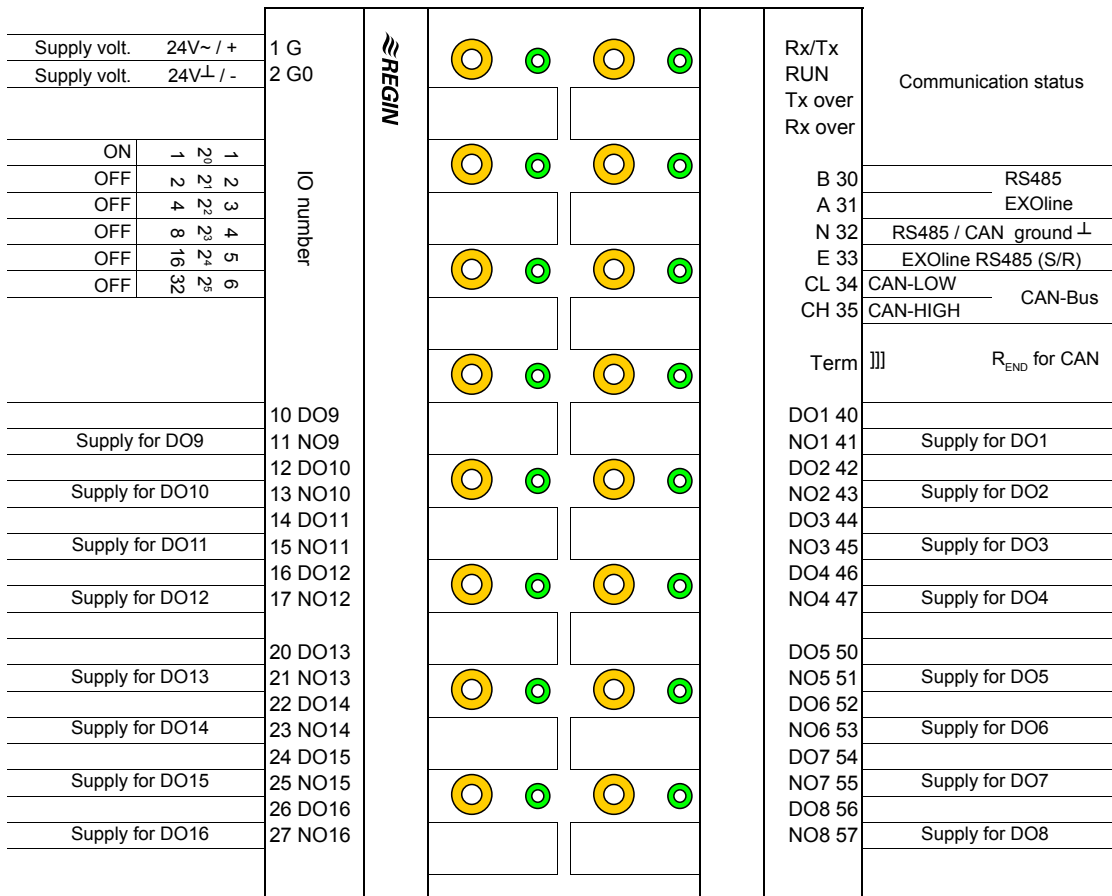 Supply volt. 24V~ / + 1 G
Supply volt. 24V⊥ / - 2 G0
REGIN
Rx/Tx
RUN
Tx over
Rx over
Communication status
ON 1 2⁰ 1
OFF 2 2¹ 2
OFF 4 2² 3
OFF 8 2³ 4
OFF 16 2⁴ 5
OFF 32 2⁵ 6
IO number
B 30 RS485
A 31 EXOline
N 32 RS485 / CAN ground ⊥
E 33 EXOline RS485 (S/R)
CL 34 CAN-LOW
CH 35 CAN-HIGH
CAN-Bus
Term ]]] R_END for CAN
10 DO9
Supply for DO9 11 NO9
12 DO10
Supply for DO10 13 NO10
14 DO11
Supply for DO11 15 NO11
16 DO12
Supply for DO12 17 NO12
20 DO13
Supply for DO13 21 NO13
22 DO14
Supply for DO14 23 NO14
24 DO15
Supply for DO15 25 NO15
26 DO16
Supply for DO16 27 NO16
DO1 40
NO1 41 Supply for DO1
DO2 42
NO2 43 Supply for DO2
DO3 44
NO3 45 Supply for DO3
DO4 46
NO4 47 Supply for DO4
DO5 50
NO5 51 Supply for DO5
DO6 52
NO6 53 Supply for DO6
DO7 54
NO7 55 Supply for DO7
DO8 56
NO8 57 Supply for DO8